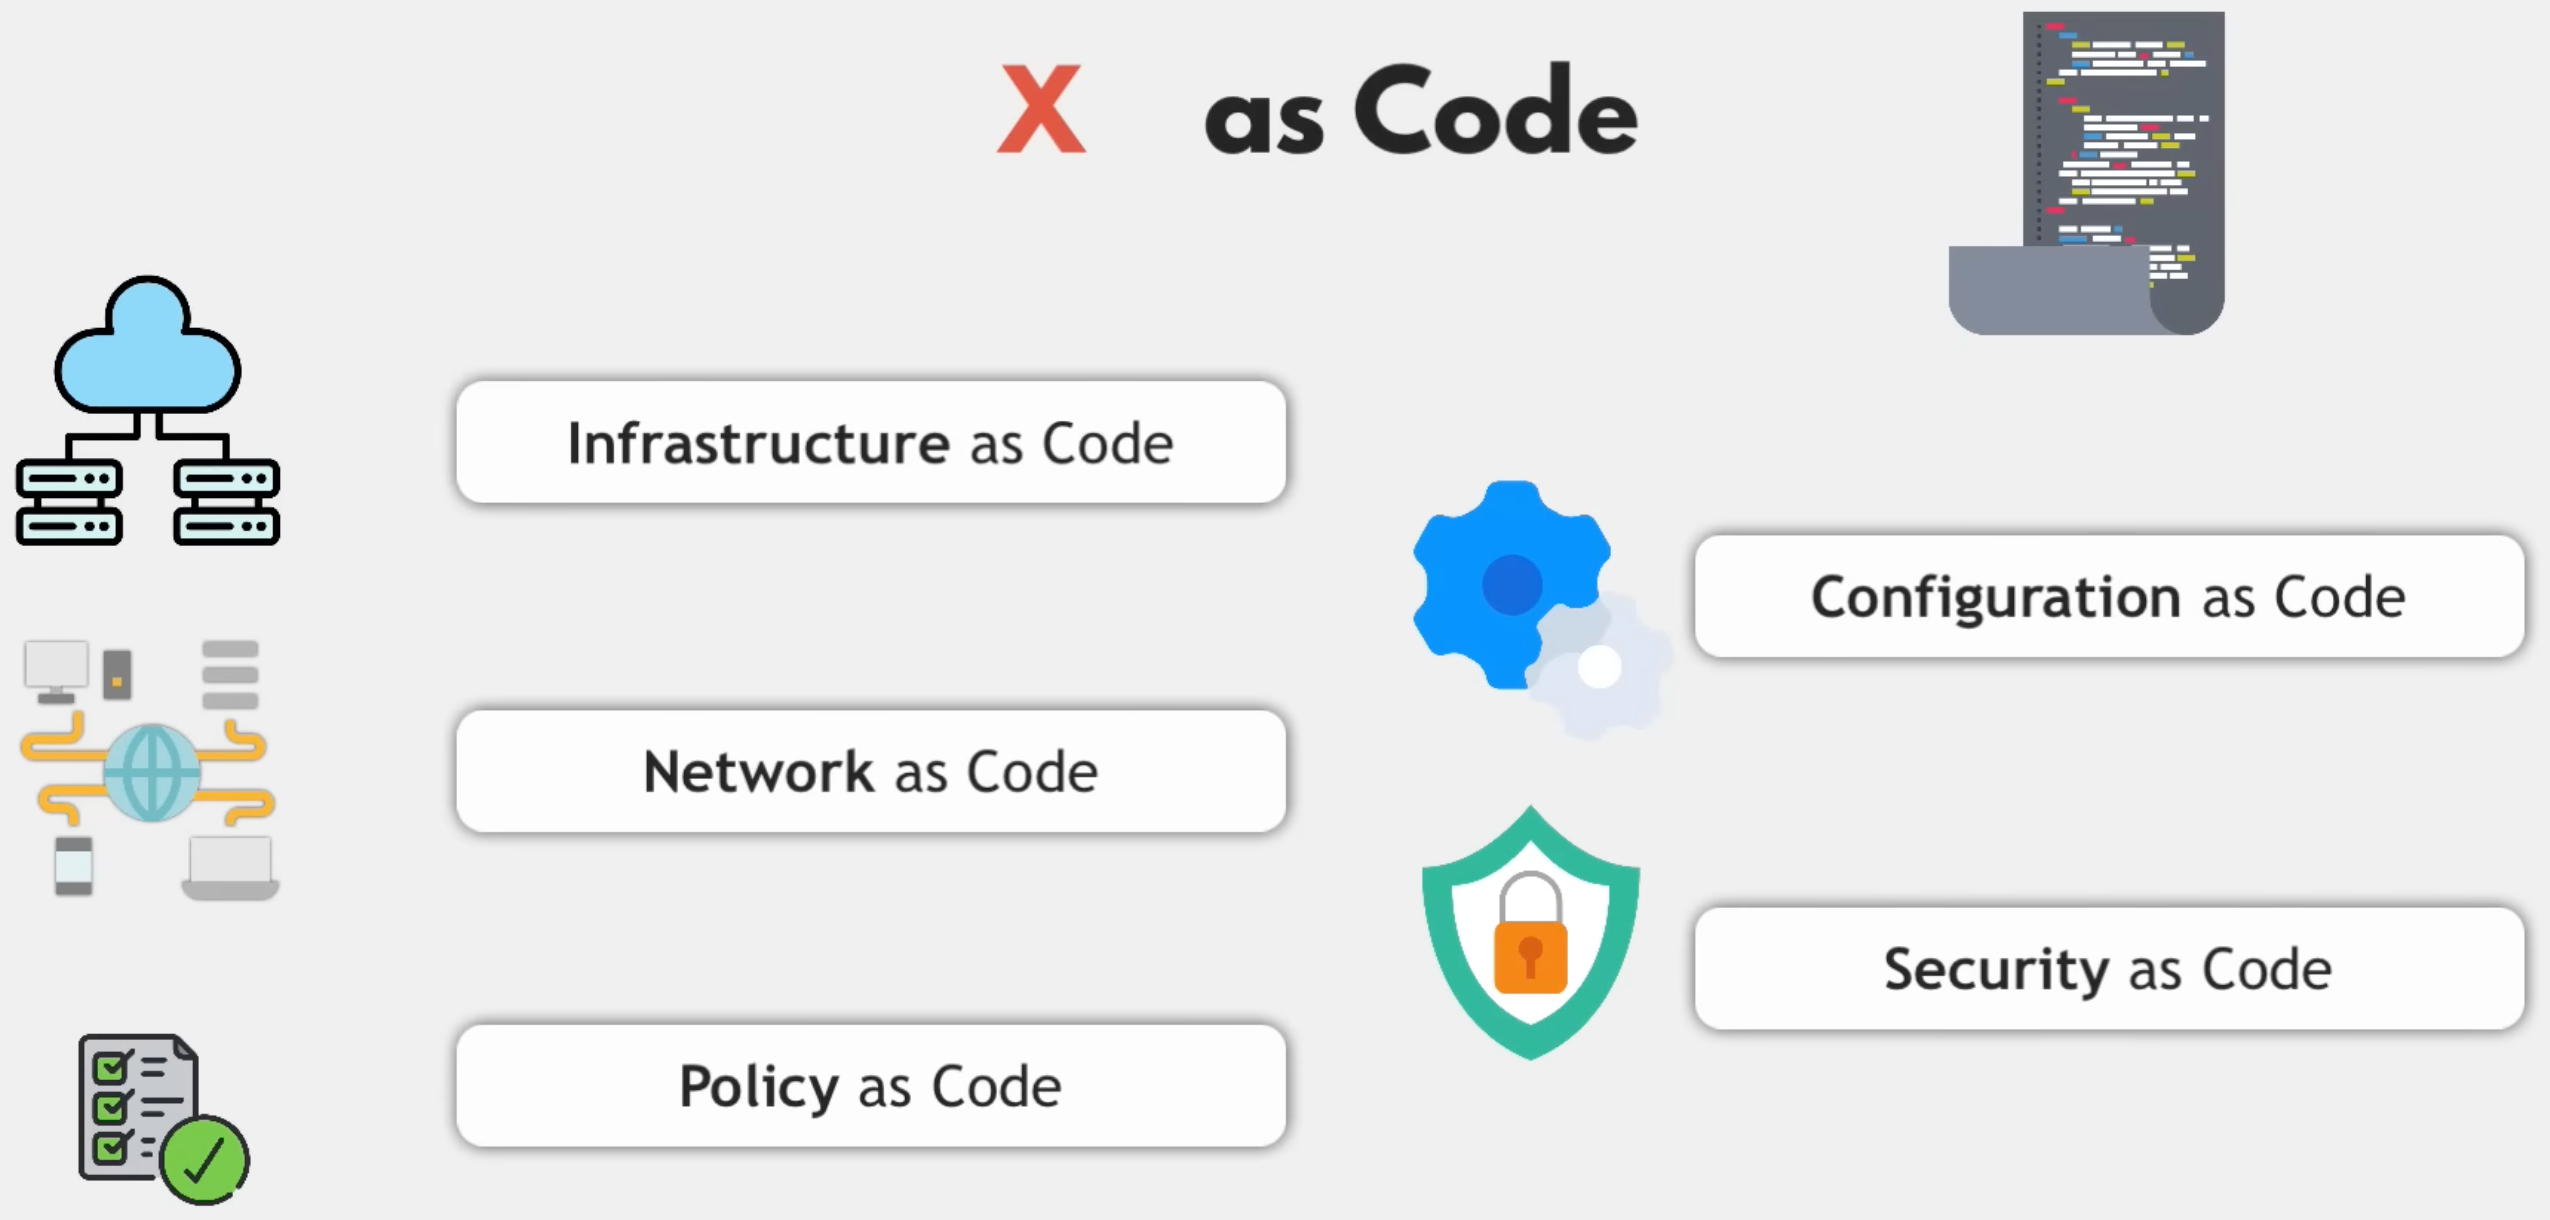 X as Code
Infrastructure as Code
Configuration as Code
Network as Code
Security as Code
Policy as Code